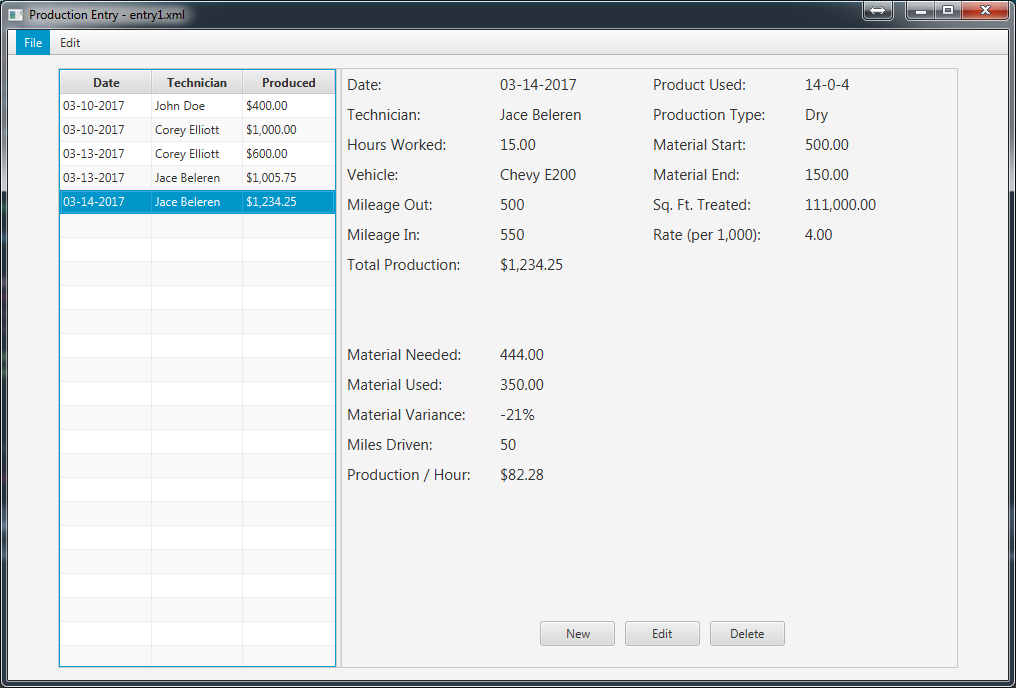 Production Entry - entry1.xml
File Edit
Date Technician Produced
03-10-2017 John Doe $400.00
03-10-2017 Corey Elliott $1,000.00
03-13-2017 Corey Elliott $600.00
03-13-2017 Jace Beleren $1,005.75
03-14-2017 Jace Beleren $1,234.25
Date: 03-14-2017 Product Used: 14-0-4
Technician: Jace Beleren Production Type: Dry
Hours Worked: 15.00 Material Start: 500.00
Vehicle: Chevy E200 Material End: 150.00
Mileage Out: 500 Sq. Ft. Treated: 111,000.00
Mileage In: 550 Rate (per 1,000): 4.00
Total Production: $1,234.25
Material Needed: 444.00
Material Used: 350.00
Material Variance: -21%
Miles Driven: 50
Production / Hour: $82.28
New Edit Delete